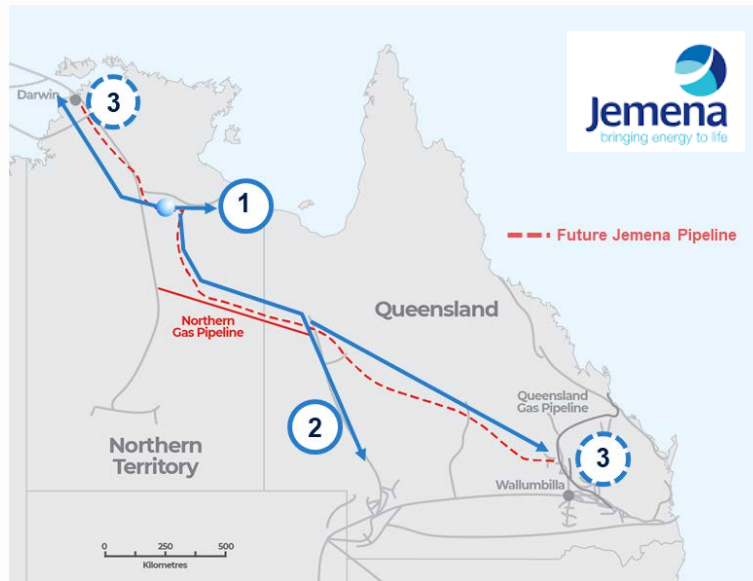 Darwin
3
Jemena
bringing energy to life
1
Future Jemena Pipeline
Queensland
Northern
Gas Pipeline
2
Queensland
Gas Pipeline
3
Northern
Territory
Wallumbilla
0 250 500
Kilometres